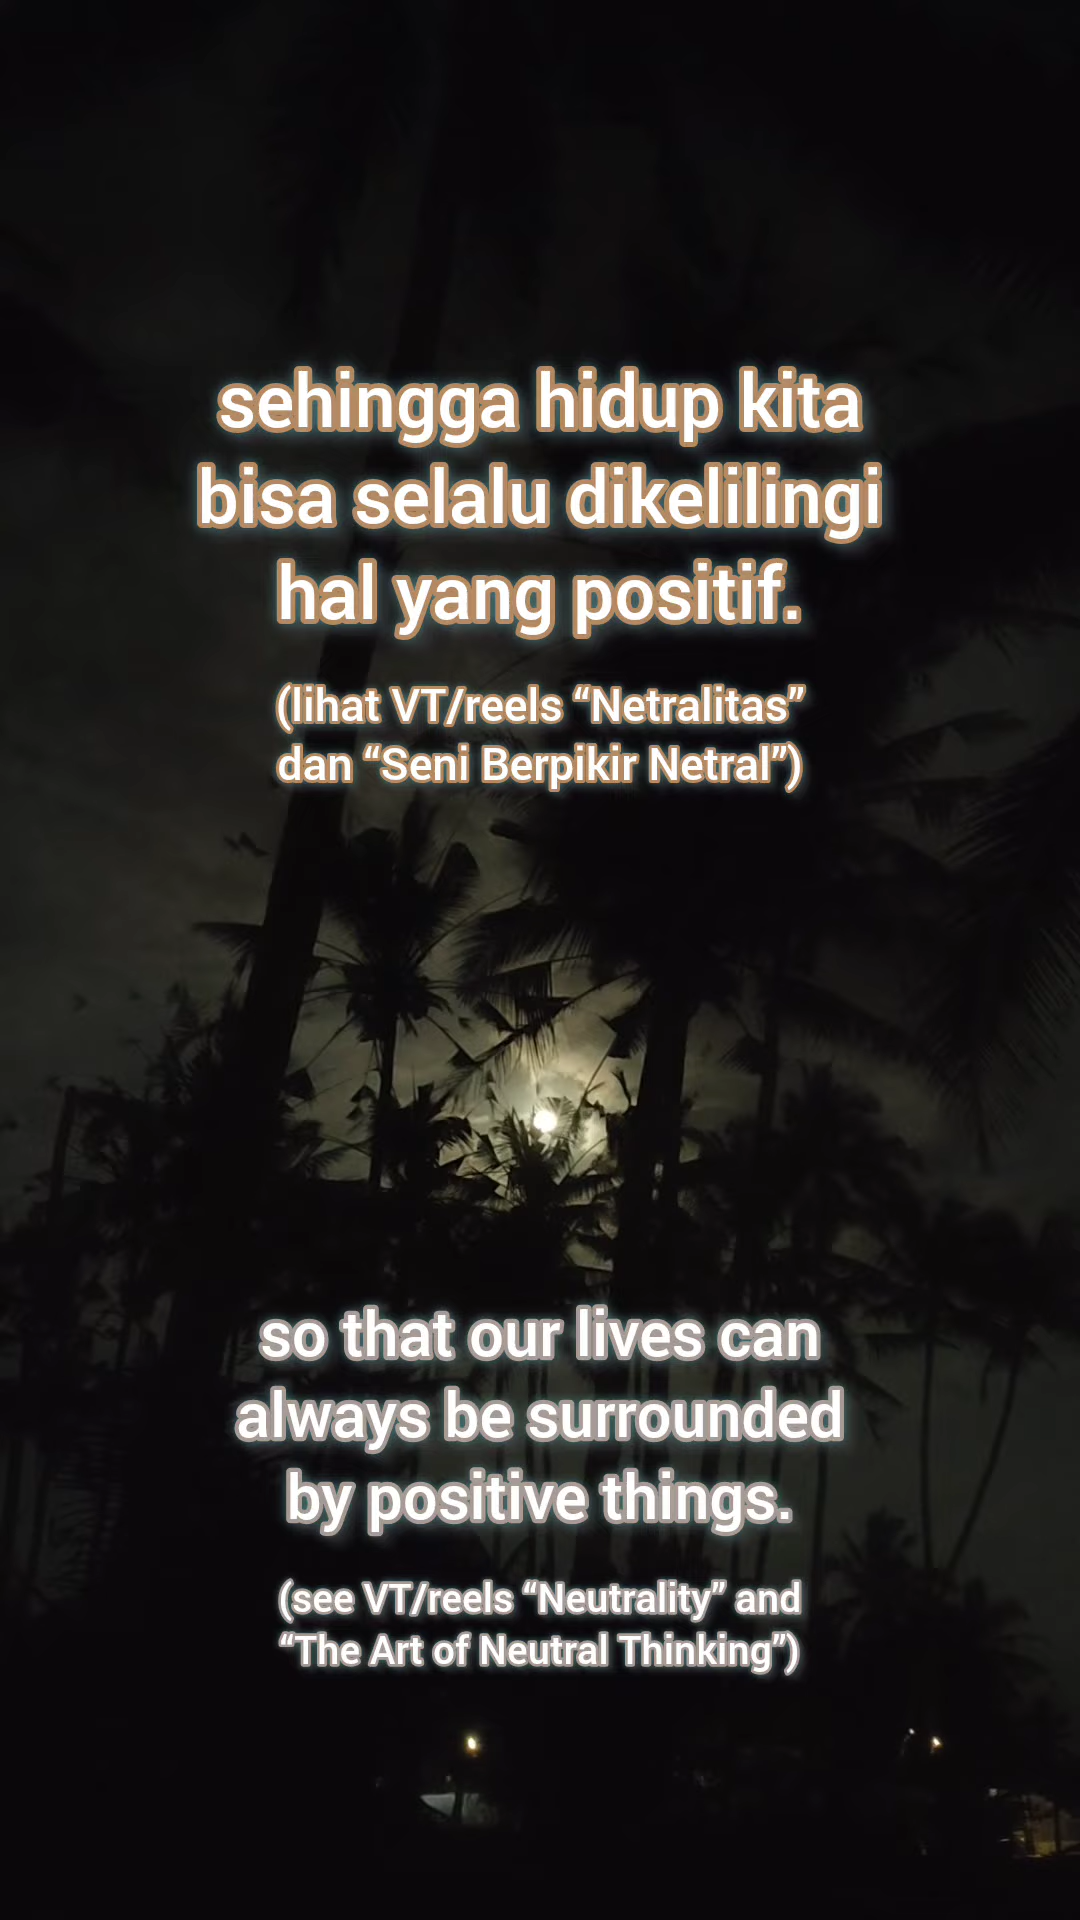 sehingga hidup kita
bisa selalu dikelilingi
hal yang positif.
(lihat VT/reels “Netralitas”
dan “Seni Berpikir Netral”)
so that our lives can
always be surrounded
by positive things.
(see VT/reels “Neutrality” and
“The Art of Neutral Thinking”)